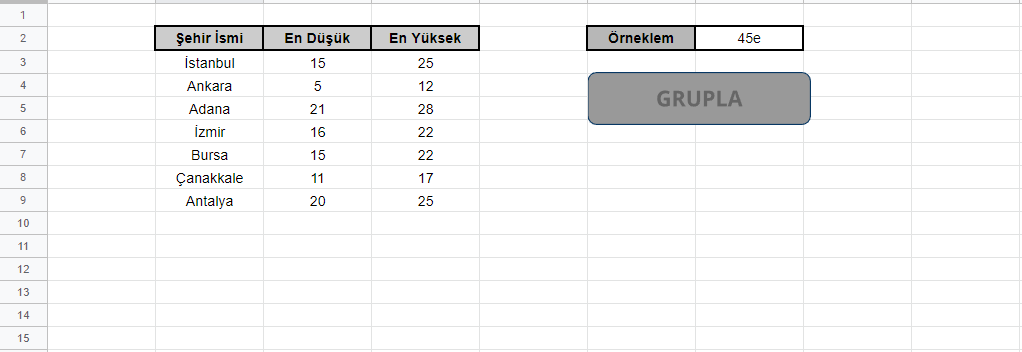 1
2 Şehir İsmi En Düşük En Yüksek Örneklem 45e
3 İstanbul 15 25
4 Ankara 5 12 GRUPLA
5 Adana 21 28
6 İzmir 16 22
7 Bursa 15 22
8 Çanakkale 11 17
9 Antalya 20 25
10
11
12
13
14
15